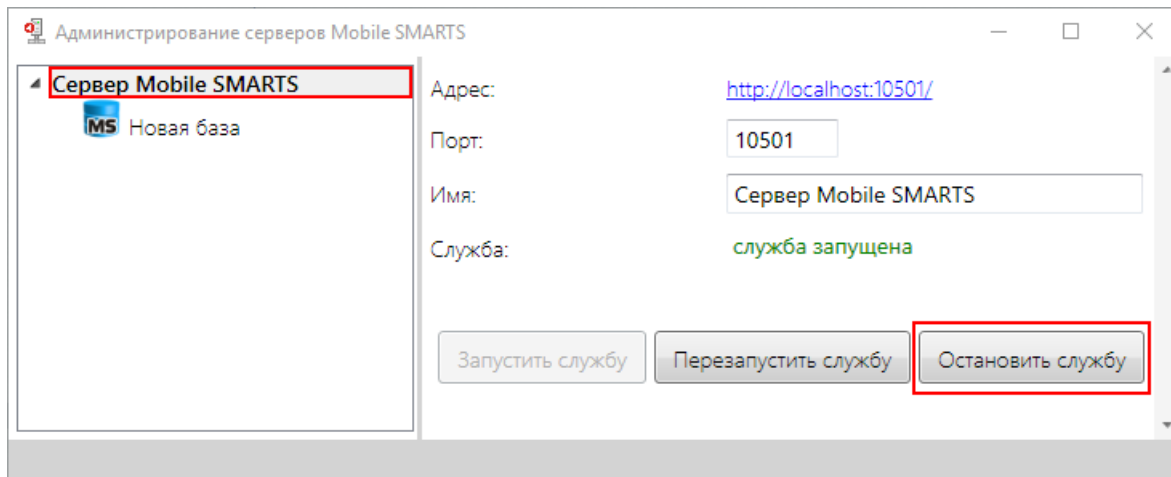 Администрирование серверов Mobile SMARTS
Сервер Mobile SMARTS
MS Новая база
Адрес: http://localhost:10501/
Порт: 10501
Имя: Сервер Mobile SMARTS
Служба: служба запущена
Запустить службу Перезапустить службу Остановить службу